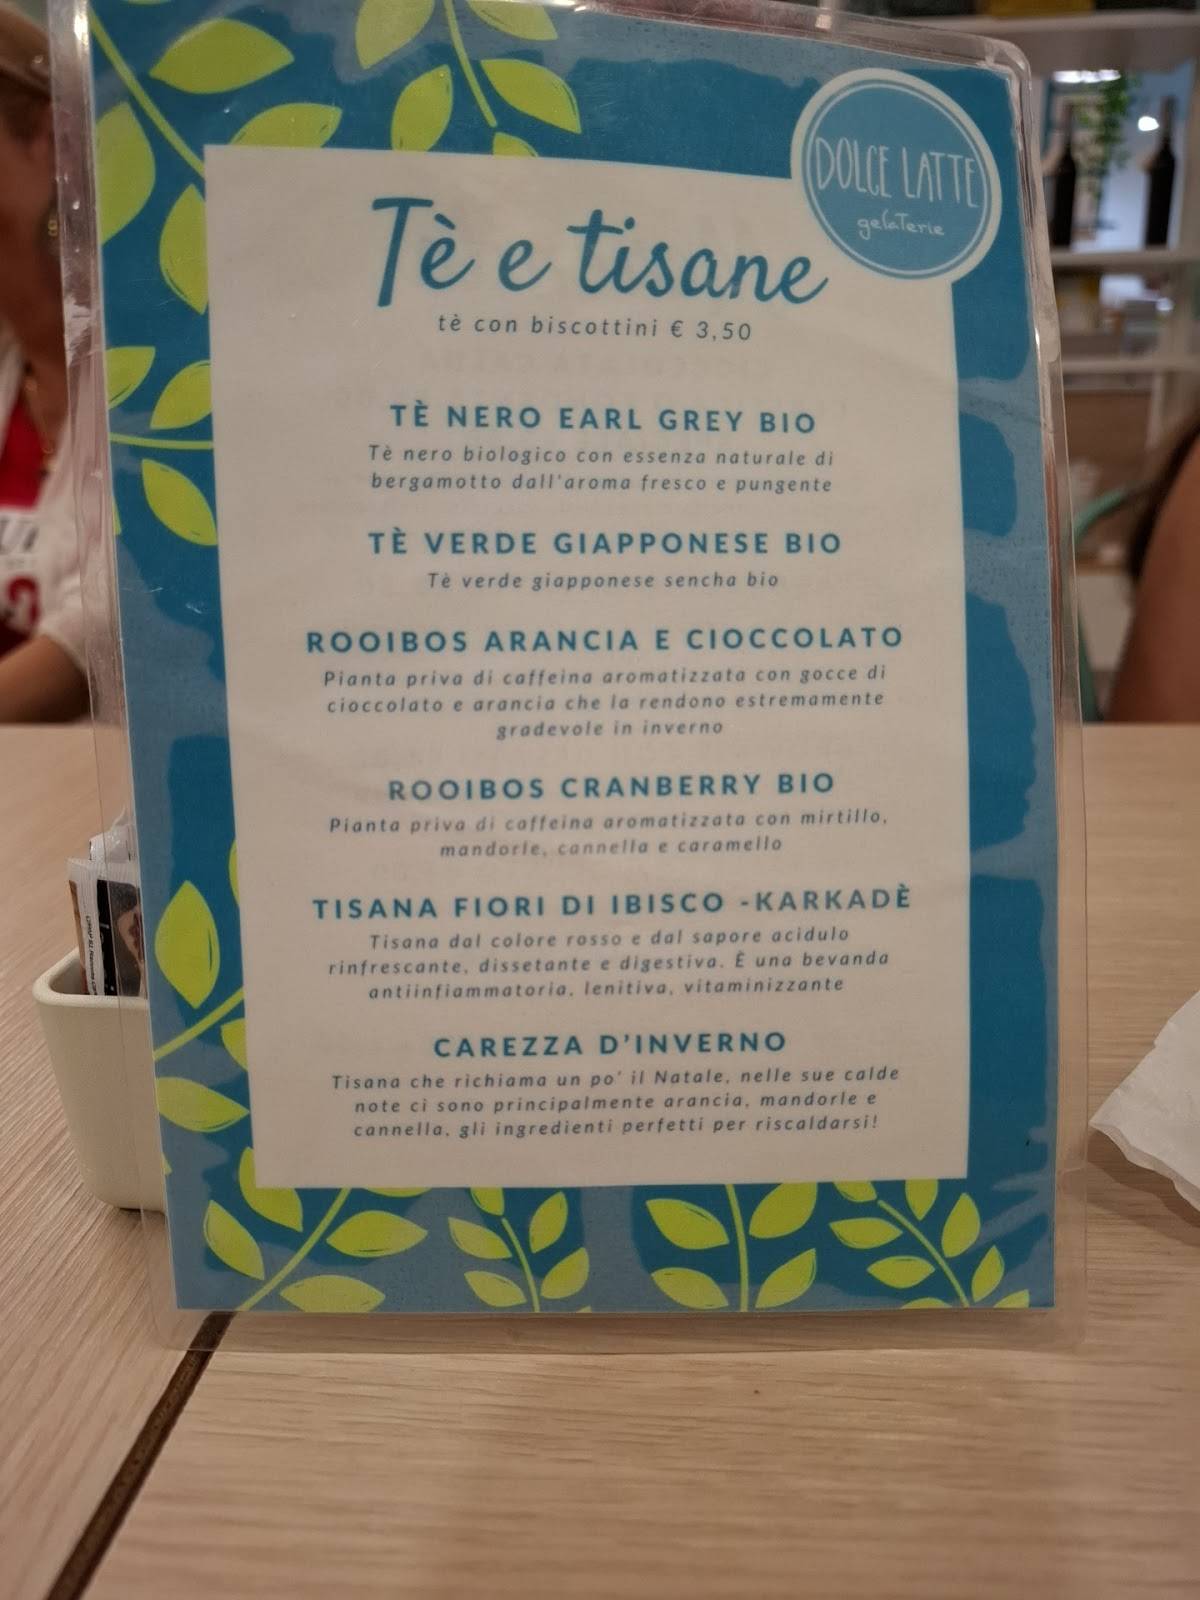 DOLCE LATTE
gelaTerie
Tè e tisane
tè con biscottini € 3,50
TÈ NERO EARL GREY BIO
Tè nero biologico con essenza naturale di
bergamotto dall'aroma fresco e pungente
TÈ VERDE GIAPPONESE BIO
Tè verde giapponese sencha bio
ROOIBOS ARANCIA E CIOCCOLATO
Pianta priva di caffeina aromatizzata con gocce di
cioccolato e arancia che la rendono estremamente
gradevole in inverno
ROOIBOS CRANBERRY BIO
Pianta priva di caffeina aromatizzata con mirtillo,
mandorle, cannella e caramello
TISANA FIORI DI IBISCO -KARKADÈ
Tisana dal colore rosso e dal sapore acidulo
rinfrescante, dissetante e digestiva. È una bevanda
antiinfiammatoria, lenitiva, vitaminizzante
CAREZZA D'INVERNO
Tisana che richiama un po' il Natale, nelle sue calde
note ci sono principalmente arancia, mandorle e
cannella, gli ingredienti perfetti per riscaldarsi!